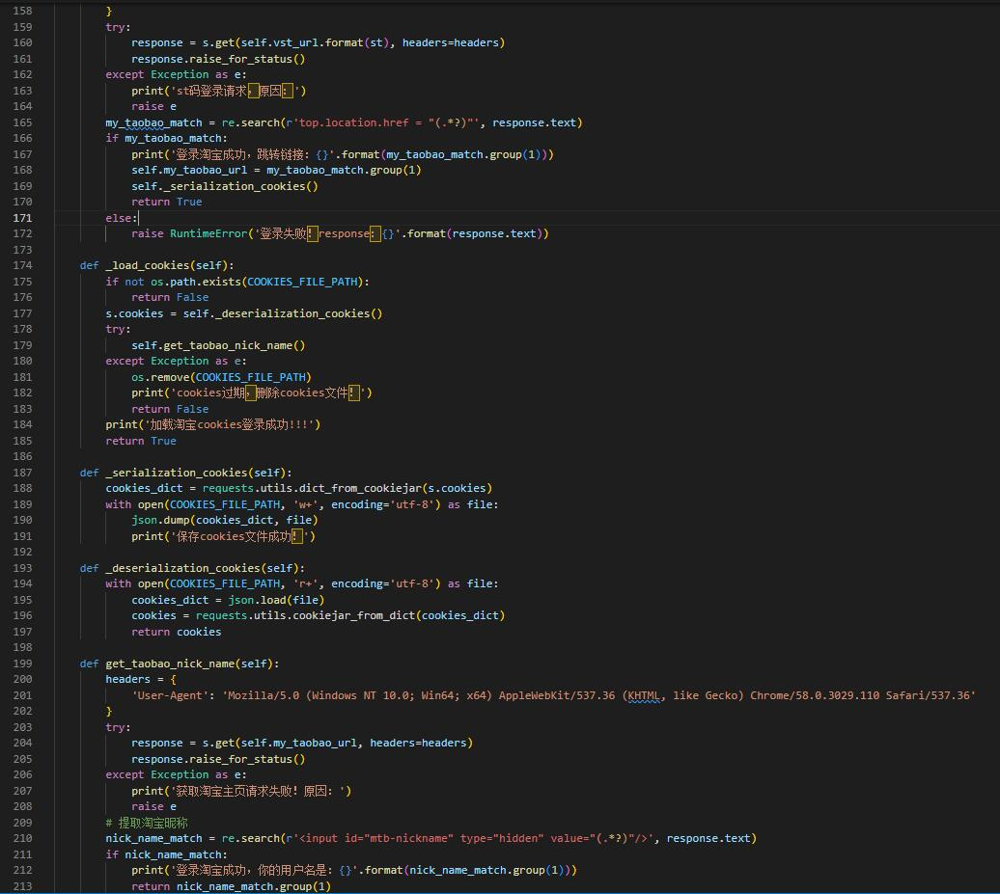 158 }
159 try:
160 response = s.get(self.vst_url.format(st), headers=headers)
161 response.raise_for_status()
162 except Exception as e:
163 print('st码登录请求，原因：')
164 raise e
165 my_taobao_match = re.search(r'top.location.href = "(.*?)"', response.text)
166 if my_taobao_match:
167 print('登录淘宝成功，跳转链接：{}'.format(my_taobao_match.group(1)))
168 self.my_taobao_url = my_taobao_match.group(1)
169 self._serialization_cookies()
170 return True
171 else:
172 raise RuntimeError('登录失败！response：{}'.format(response.text))
173
174 def _load_cookies(self):
175 if not os.path.exists(COOKIES_FILE_PATH):
176 return False
177 s.cookies = self._deserialization_cookies()
178 try:
179 self.get_taobao_nick_name()
180 except Exception as e:
181 os.remove(COOKIES_FILE_PATH)
182 print('cookies过期，删除cookies文件！')
183 return False
184 print('加载淘宝cookies登录成功!!!')
185 return True
186
187 def _serialization_cookies(self):
188 cookies_dict = requests.utils.dict_from_cookiejar(s.cookies)
189 with open(COOKIES_FILE_PATH, 'w+', encoding='utf-8') as file:
190 json.dump(cookies_dict, file)
191 print('保存cookies文件成功！')
192
193 def _deserialization_cookies(self):
194 with open(COOKIES_FILE_PATH, 'r+', encoding='utf-8') as file:
195 cookies_dict = json.load(file)
196 cookies = requests.utils.cookiejar_from_dict(cookies_dict)
197 return cookies
198
199 def get_taobao_nick_name(self):
200 headers = {
201 'User-Agent': 'Mozilla/5.0 (Windows NT 10.0; Win64; x64) AppleWebKit/537.36 (KHTML, like Gecko) Chrome/58.0.3029.110 Safari/537.36'
202 }
203 try:
204 response = s.get(self.my_taobao_url, headers=headers)
205 response.raise_for_status()
206 except Exception as e:
207 print('获取淘宝主页请求失败！原因：')
208 raise e
209 # 提取淘宝昵称
210 nick_name_match = re.search(r'<input id="mtb-nickname" type="hidden" value="(.*?)"/>', response.text)
211 if nick_name_match:
212 print('登录淘宝成功，你的用户名是：{}'.format(nick_name_match.group(1)))
213 return nick_name_match.group(1)